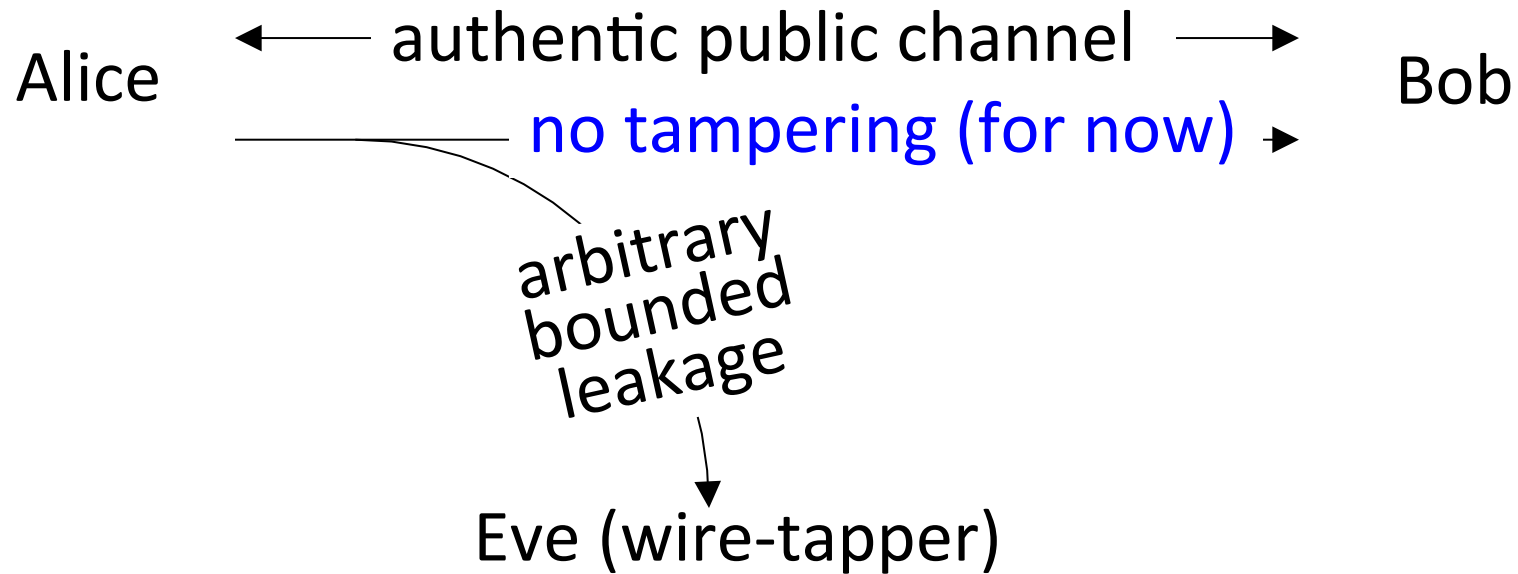 authentic public channel
Alice
Bob
no tampering (for now)
arbitrary
bounded
leakage
Eve (wire-tapper)